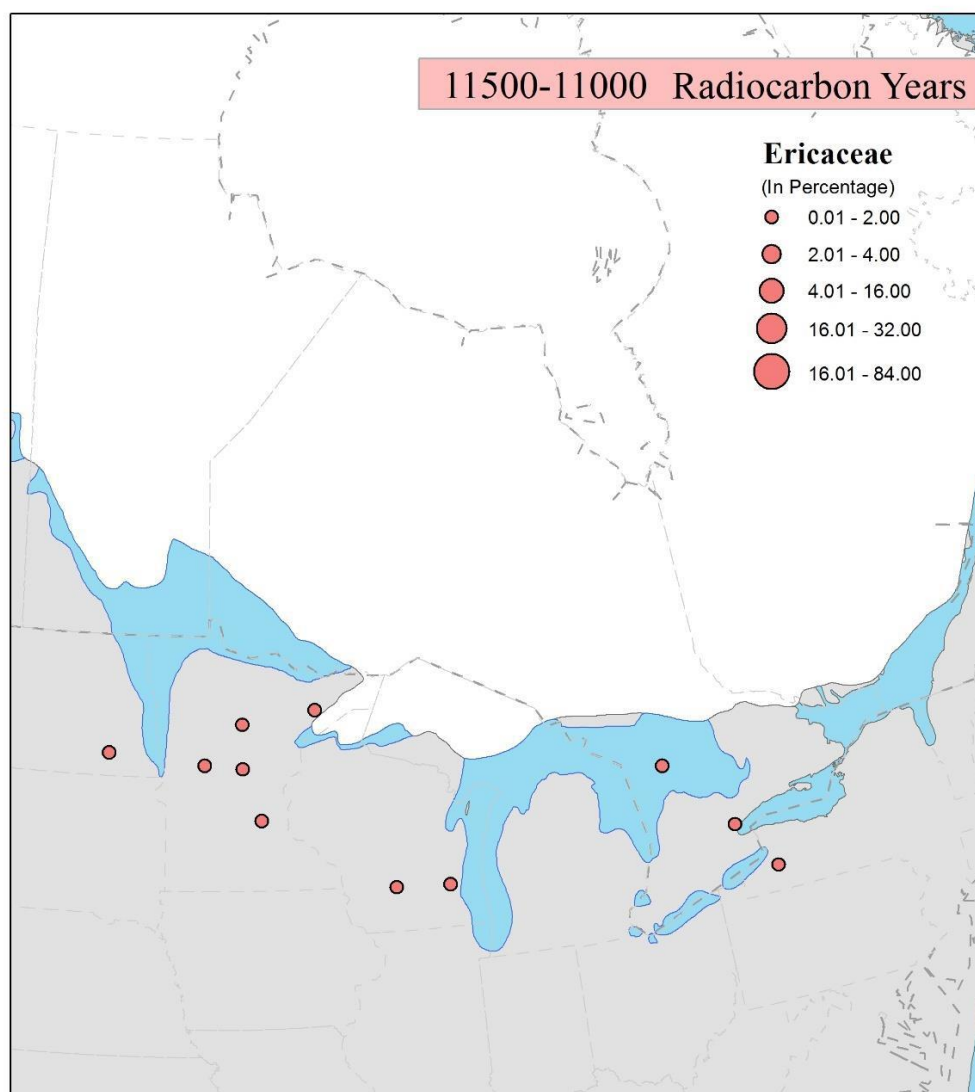 11500-11000 Radiocarbon Years
Ericaceae
(In Percentage)
0.01 - 2.00
2.01 - 4.00
4.01 - 16.00
16.01 - 32.00
16.01 - 84.00